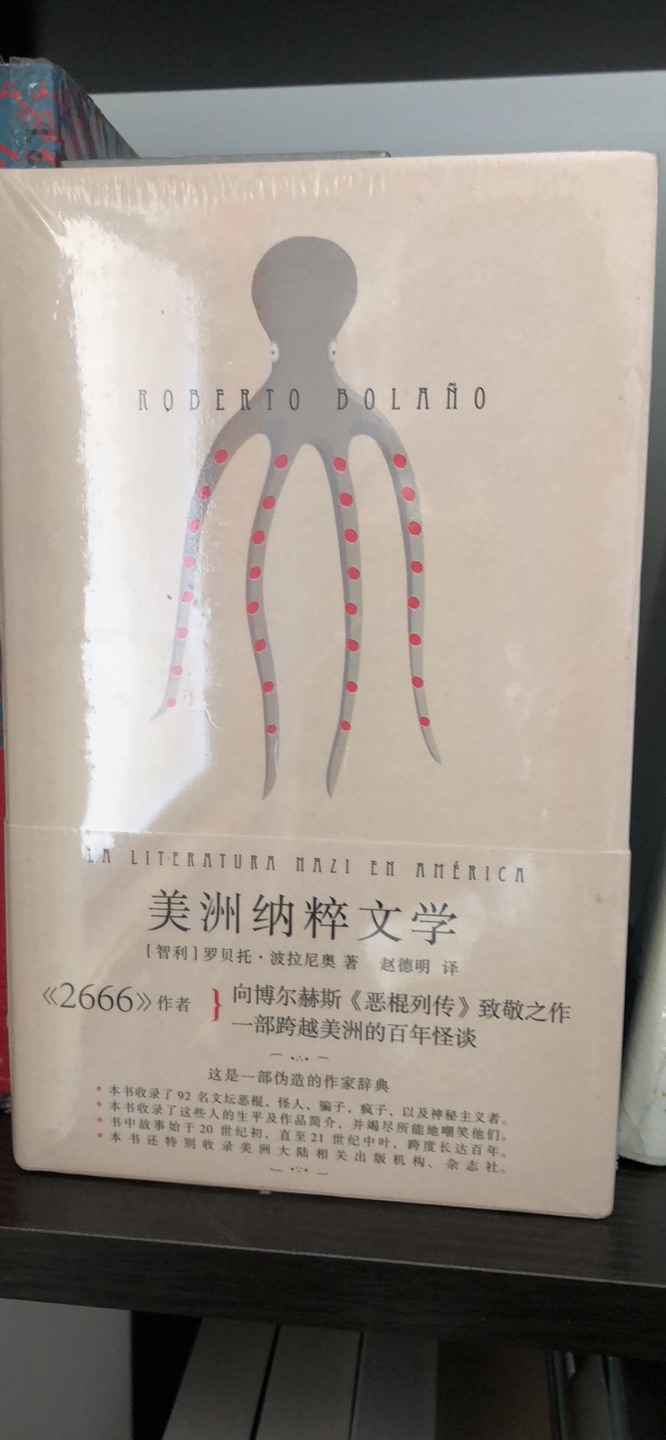 ROBERTO BOLAÑO
LA LITERATURA NAZI EN AMÉRICA
美洲纳粹文学
[智利]罗贝托·波拉尼奥 著 赵德明 译
《2666》作者
向博尔赫斯《恶棍列传》致敬之作
一部跨越美洲的百年怪谈
这是一部伪造的作家辞典
• 本书收录了 92 名文坛恶棍，怪人，骗子，疯子，以及神秘主义者。
• 本书收录了这些人的生平及作品简介，并竭尽所能地嘲笑他们。
• 书中故事始于 20 世纪初，直至 21 世纪中叶，跨度长达百年。
• 本书还特别收录美洲大陆相关出版机构、杂志社。